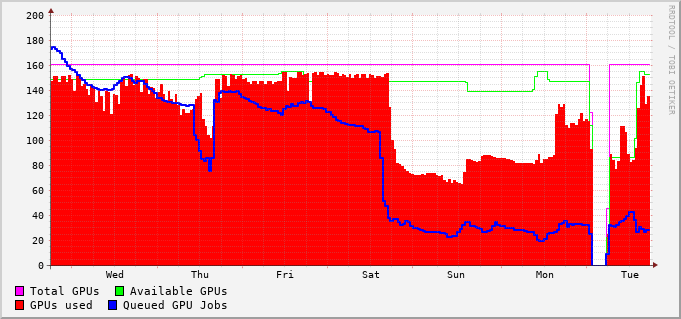 200
180
160
140
120
100
80
60
40
20
0
Wed Thu Fri Sat Sun Mon Tue
Total GPUs Available GPUs
GPUs used Queued GPU Jobs
RRDTOOL / TOBI OETIKER